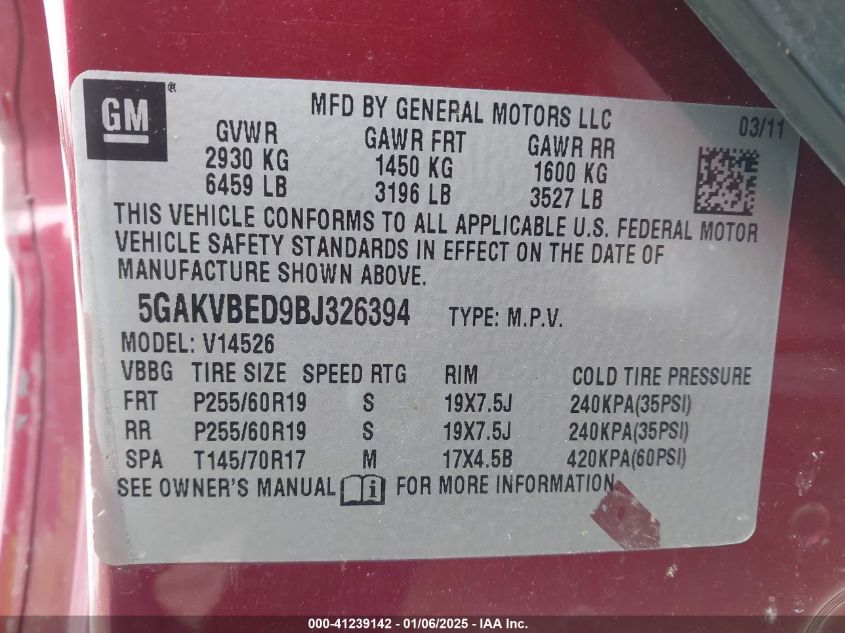 GM® MFD BY GENERAL MOTORS LLC 03/11
GVWR GAWR FRT GAWR RR
2930 KG 1450 KG 1600 KG
6459 LB 3196 LB 3527 LB
THIS VEHICLE CONFORMS TO ALL APPLICABLE U.S. FEDERAL MOTOR
VEHICLE SAFETY STANDARDS IN EFFECT ON THE DATE OF
MANUFACTURE SHOWN ABOVE.
5GAKVBED9BJ326394 TYPE: M.P.V.
MODEL: V14526
VBBG TIRE SIZE SPEED RTG RIM COLD TIRE PRESSURE
FRT P255/60R19 S 19X7.5J 240KPA(35PSI)
RR P255/60R19 S 19X7.5J 240KPA(35PSI)
SPA T145/70R17 M 17X4.5B 420KPA(60PSI)
SEE OWNER'S MANUAL i FOR MORE INFORMATION
000-41239142 - 01/06/2025 - IAA Inc.